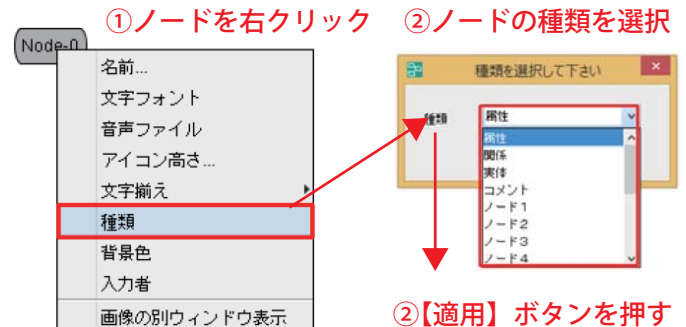 ①ノードを右クリック
②ノードの種類を選択
Node-0
名前...
文字フォント
音声ファイル
アイコン高さ...
文字揃え
種類
背景色
入力者
画像の別ウィンドウ表示
種類を選択して下さい
種類
属性
属性
関係
実体
コメント
ノード1
ノード2
ノード3
ノード4
②【適用】ボタンを押す